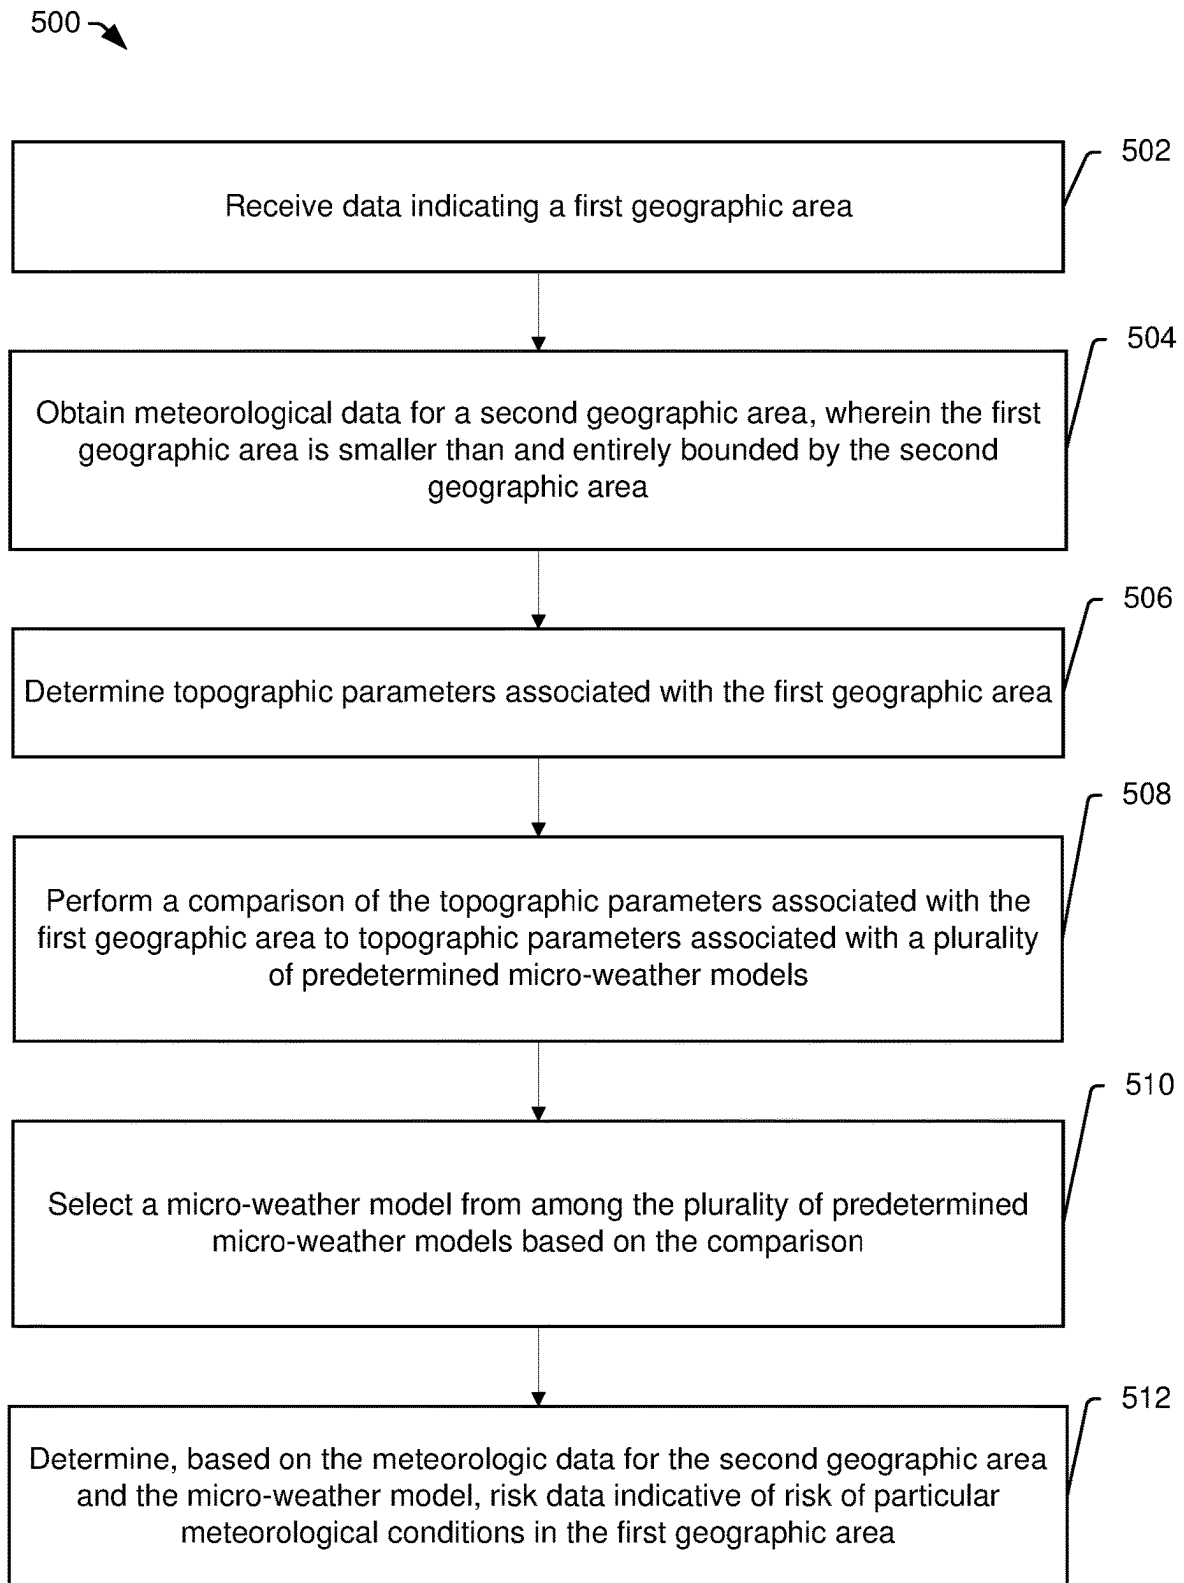 500
502
Receive data indicating a first geographic area
504
Obtain meteorological data for a second geographic area, wherein the first
geographic area is smaller than and entirely bounded by the second
geographic area
506
Determine topographic parameters associated with the first geographic area
508
Perform a comparison of the topographic parameters associated with the
first geographic area to topographic parameters associated with a plurality
of predetermined micro-weather models
510
Select a micro-weather model from among the plurality of predetermined
micro-weather models based on the comparison
512
Determine, based on the meteorologic data for the second geographic area
and the micro-weather model, risk data indicative of risk of particular
meteorological conditions in the first geographic area